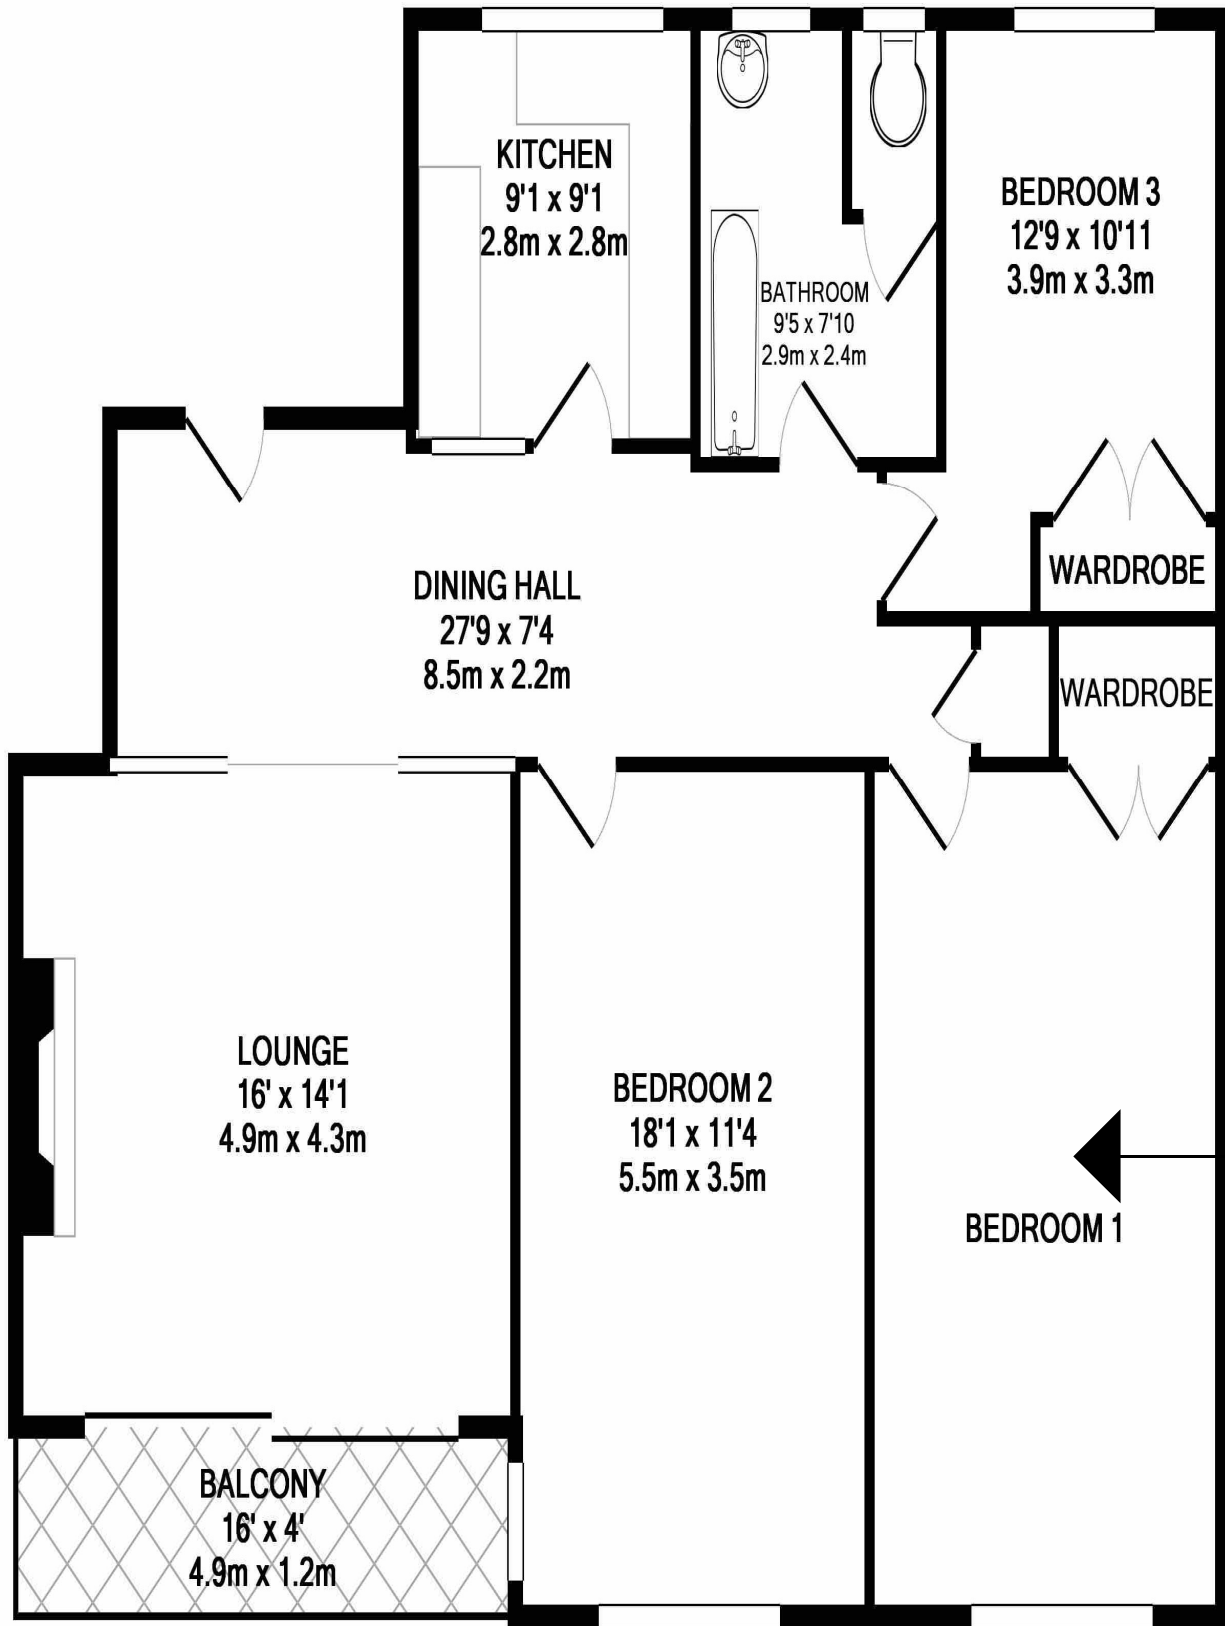 KITCHEN
9'1 x 9'1
2.8m x 2.8m
BEDROOM 3
12'9 x 10'11
3.9m x 3.3m
BATHROOM
9'5 x 7'10
2.9m x 2.4m
WARDROBE
DINING HALL
27'9 x 7'4
8.5m x 2.2m
WARDROBE
LOUNGE
16' x 14'1
4.9m x 4.3m
BEDROOM 2
18'1 x 11'4
5.5m x 3.5m
BEDROOM 1
BALCONY
16' x 4'
4.9m x 1.2m